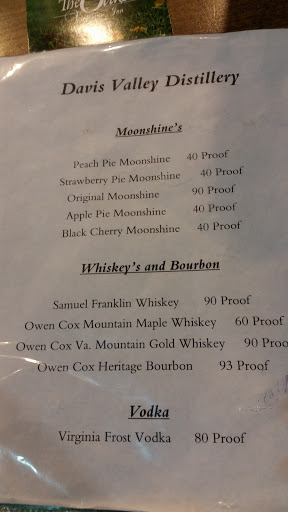 The
Inn
Davis Valley Distillery
Moonshine's
Peach Pie Moonshine 40 Proof
Strawberry Pie Moonshine 40 Proof
Original Moonshine 90 Proof
Apple Pie Moonshine 40 Proof
Black Cherry Moonshine 40 Proof
Whiskey's and Bourbon
Samuel Franklin Whiskey 90 Proof
Owen Cox Mountain Maple Whiskey 60 Proof
Owen Cox Va. Mountain Gold Whiskey 90 Proo
Owen Cox Heritage Bourbon 93 Proof
Vodka
Virginia Frost Vodka 80 Proof